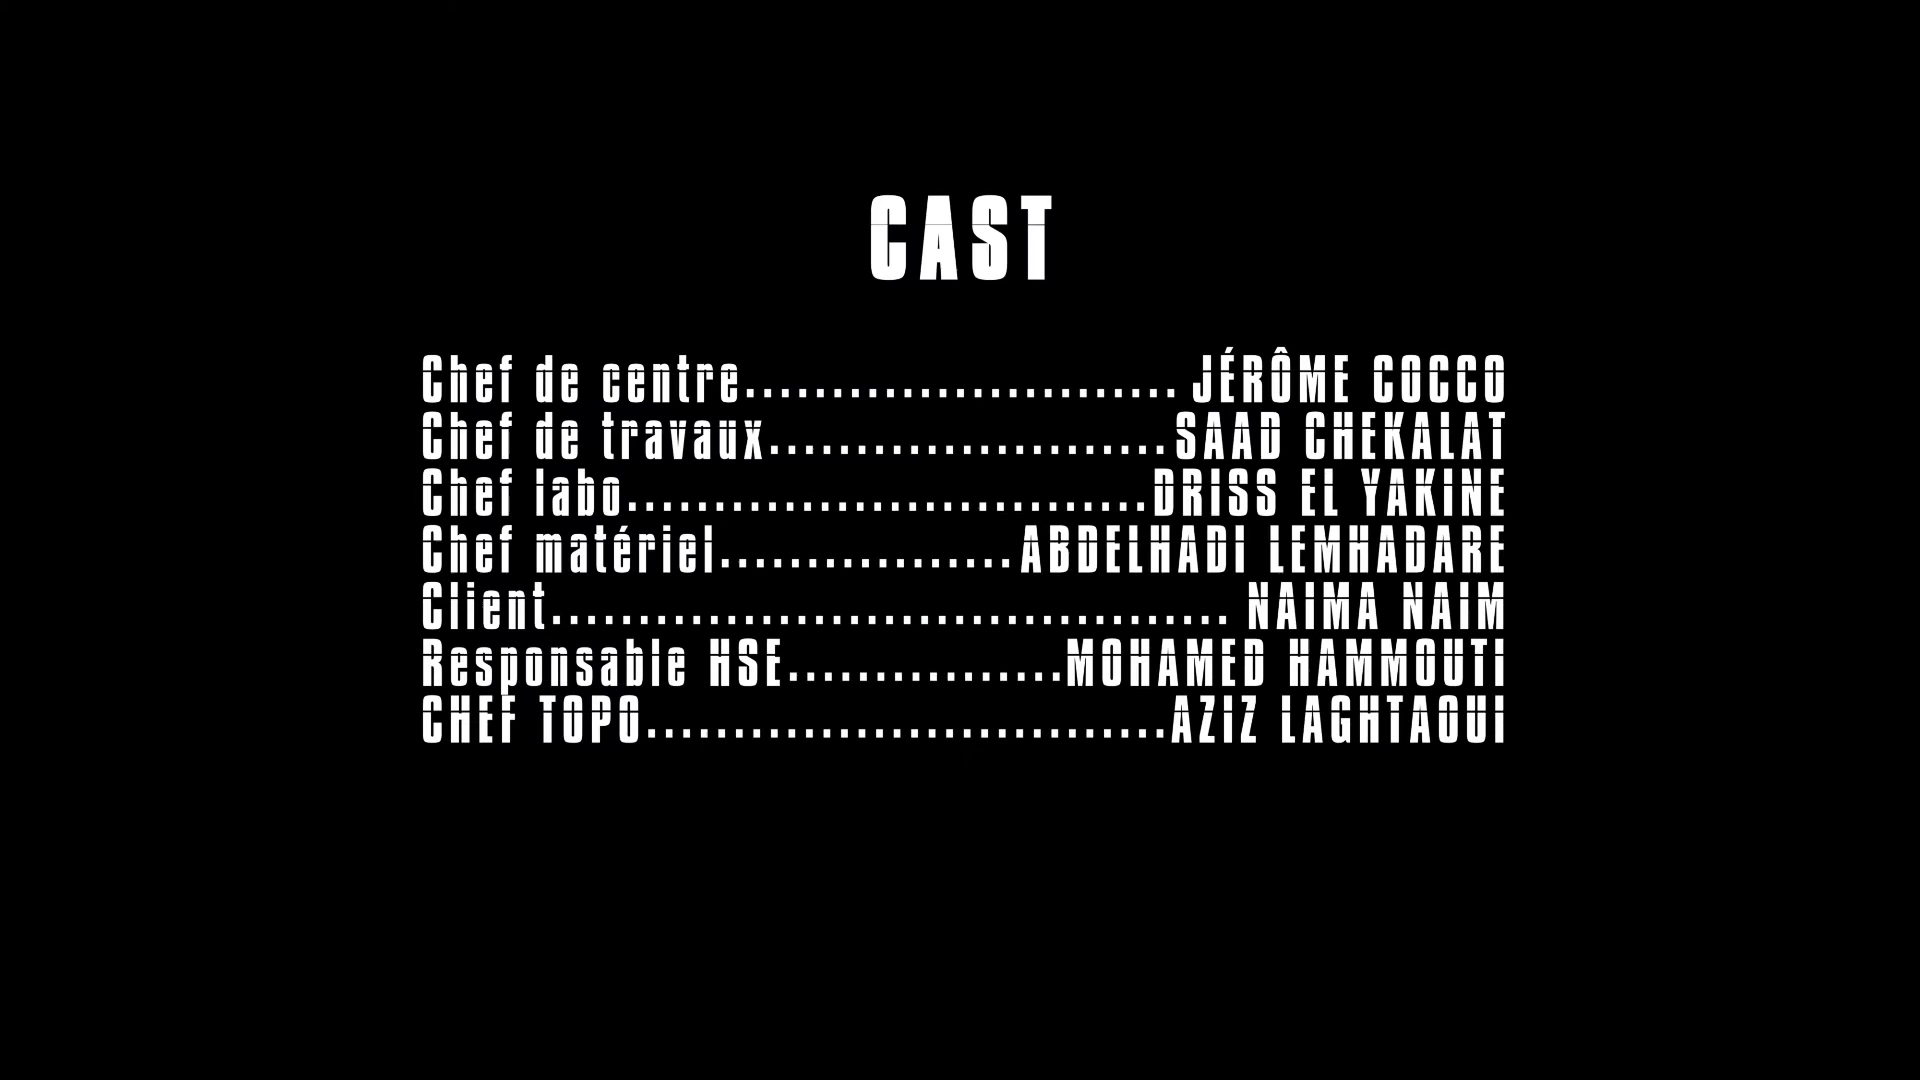 CAST
Chef de centre.............................. JÉRÔME COCCO
Chef de travaux............................SAAD CHEKALAT
Chef labo....................................DRISS EL YAKINE
Chef matériel....................ABDELHADI LEMHADARE
Client............................................... NAIMA NAIM
Responsable HSE...................MOHAMED HAMMOUTI
CHEF TOPO....................................AZIZ LAGHTAOUI